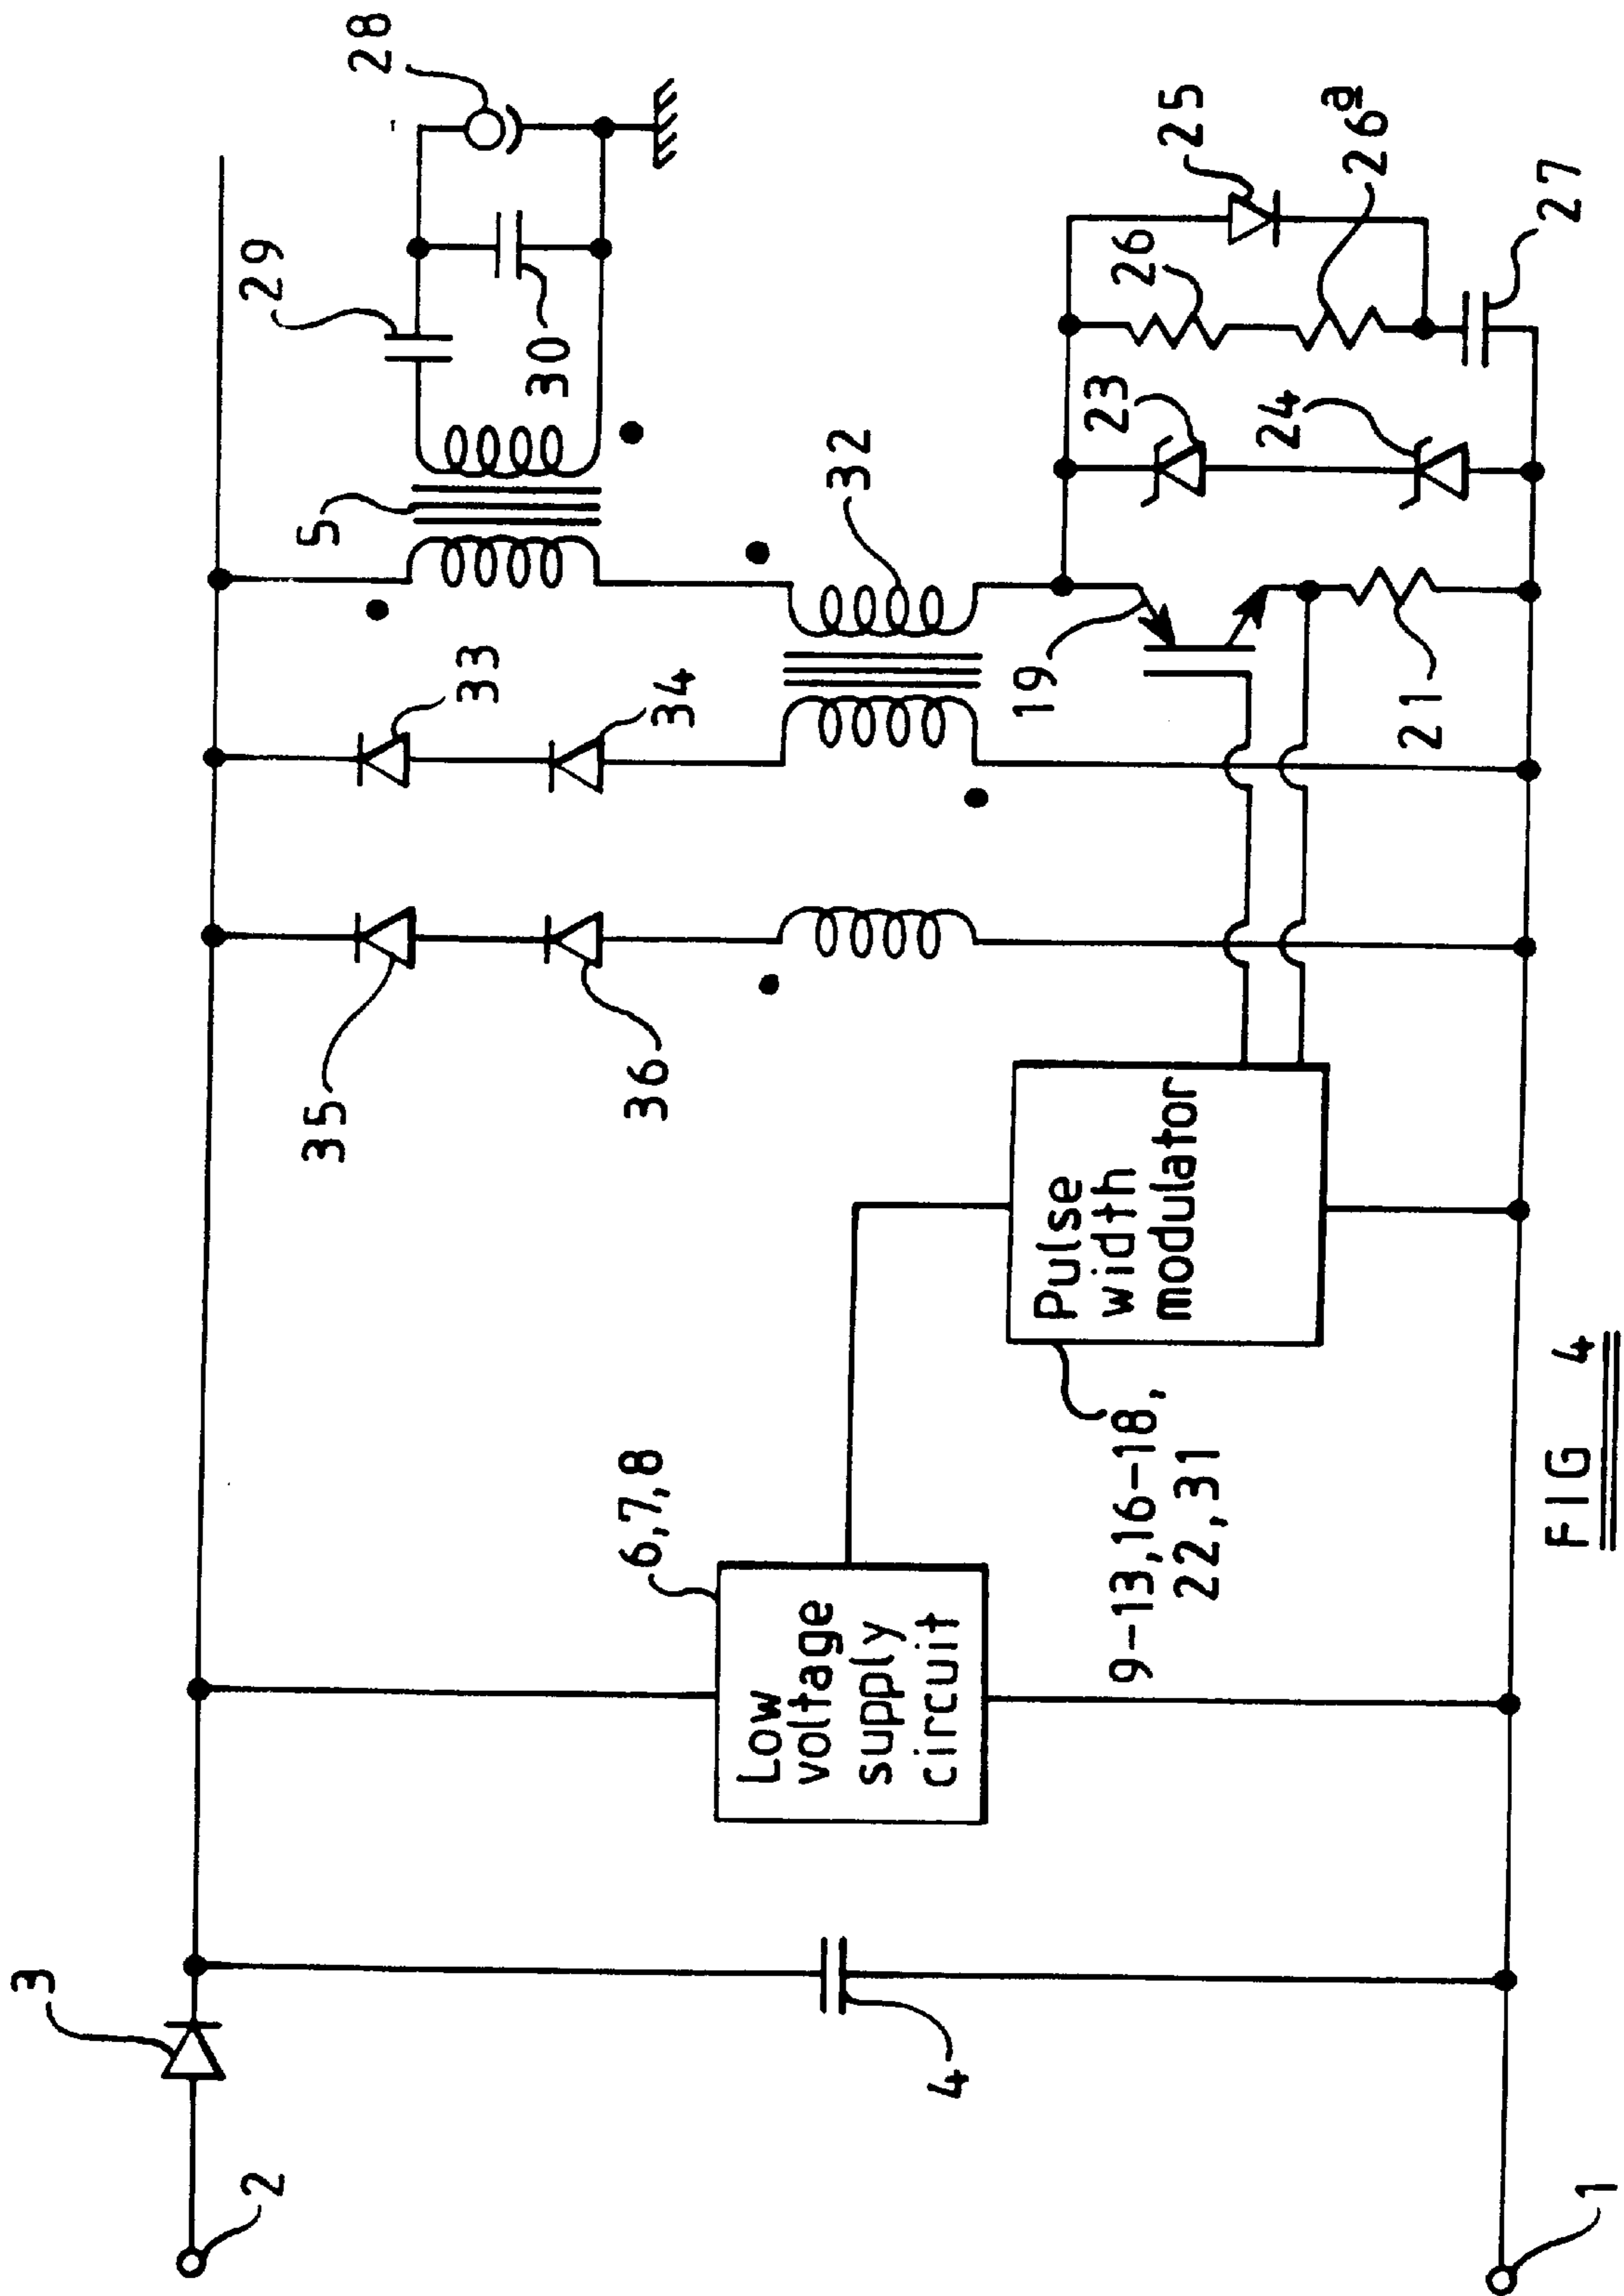 3
2
35
36
33
34
5
29
28
30
32
6,7,8
Low
voltage
supply
circuit
Pulse
width
modulator
9-13,16-18,
22,31
19
21
23
24
26
26a
25
27
4
1
FIG 4